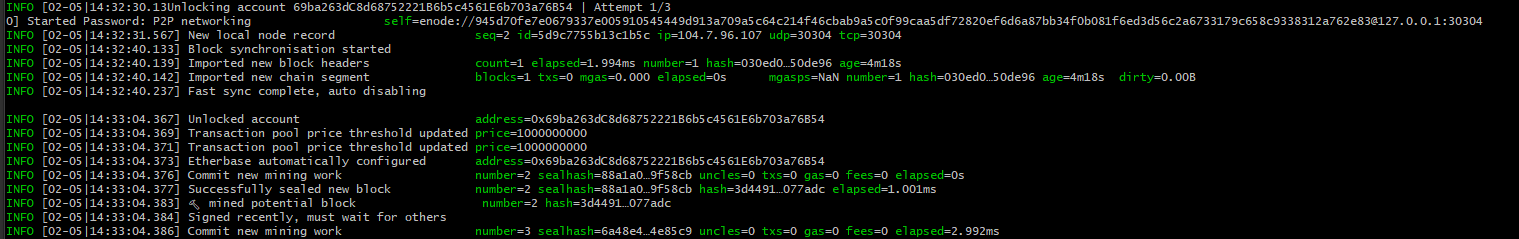 INFO [02-05|14:32:30.13Unlocking account 69ba263dC8d68752221B6b5c4561E6b703a76B54 | Attempt 1/3
0] Started Password: P2P networking self=enode://945d70fe7e0679337e005910545449d913a709a5c64c214f46cbab9a5c0f99caa5df72820ef6d6a87bb34f0b081f6ed3d56c2a6733179c658c9338312a762e83@127.0.0.1:30304
INFO [02-05|14:32:31.567] New local node record seq=2 id=5d9c7755b13c1b5c ip=104.7.96.107 udp=30304 tcp=30304
INFO [02-05|14:32:40.133] Block synchronisation started
INFO [02-05|14:32:40.139] Imported new block headers count=1 elapsed=1.994ms number=1 hash=030ed0…50de96 age=4m18s
INFO [02-05|14:32:40.142] Imported new chain segment blocks=1 txs=0 mgas=0.000 elapsed=0s mgasps=NaN number=1 hash=030ed0…50de96 age=4m18s dirty=0.00B
INFO [02-05|14:32:40.237] Fast sync complete, auto disabling
INFO [02-05|14:33:04.367] Unlocked account address=0x69ba263dC8d68752221B6b5c4561E6b703a76B54
INFO [02-05|14:33:04.369] Transaction pool price threshold updated price=1000000000
INFO [02-05|14:33:04.371] Transaction pool price threshold updated price=1000000000
INFO [02-05|14:33:04.373] Etherbase automatically configured address=0x69ba263dC8d68752221B6b5c4561E6b703a76B54
INFO [02-05|14:33:04.376] Commit new mining work number=2 sealhash=88a1a0…9f58cb uncles=0 txs=0 gas=0 fees=0 elapsed=0s
INFO [02-05|14:33:04.377] Successfully sealed new block number=2 sealhash=88a1a0…9f58cb hash=3d4491…077adc elapsed=1.001ms
INFO [02-05|14:33:04.383] 🔨 mined potential block number=2 hash=3d4491…077adc
INFO [02-05|14:33:04.384] Signed recently, must wait for others
INFO [02-05|14:33:04.386] Commit new mining work number=3 sealhash=6a48e4…4e85c9 uncles=0 txs=0 gas=0 fees=0 elapsed=2.992ms